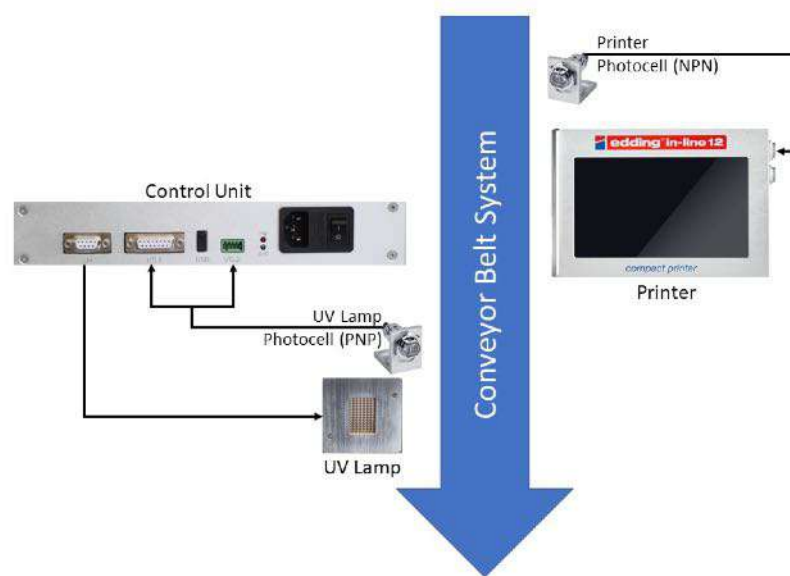 Printer
Photocell (NPN)
edding in-line 12
compact printer
Printer
Control Unit
UV Lamp
Photocell (PNP)
UV Lamp
Conveyor Belt System